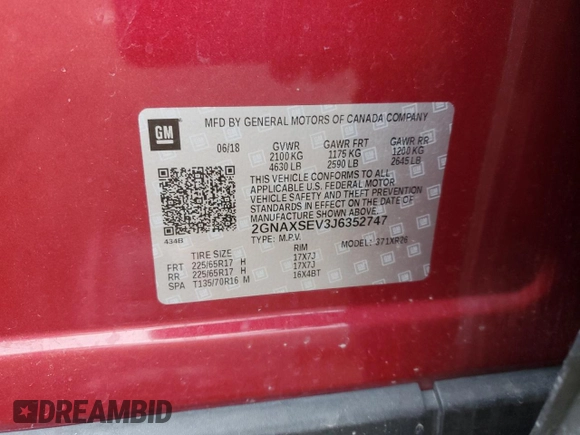 MFD BY GENERAL MOTORS OF CANADA COMPANY
GM
06/18 GVWR GAWR FRT GAWR RR
2100 KG 1175 KG 1200 KG
4630 LB 2590 LB 2645 LB
THIS VEHICLE CONFORMS TO ALL
APPLICABLE U.S. FEDERAL MOTOR
VEHICLE SAFETY AND THEFT PREVENTION
STANDARDS IN EFFECT ON THE DATE OF
MANUFACTURE SHOWN ABOVE.
2GNAXSEV3J6352747
434B
TYPE: M.P.V. MODEL: J71XR26
TIRE SIZE RIM
FRT 225/65R17 H 17X7J
RR 225/65R17 H 17X7J
SPA T135/70R16 M 16X4BT
DREAMBID